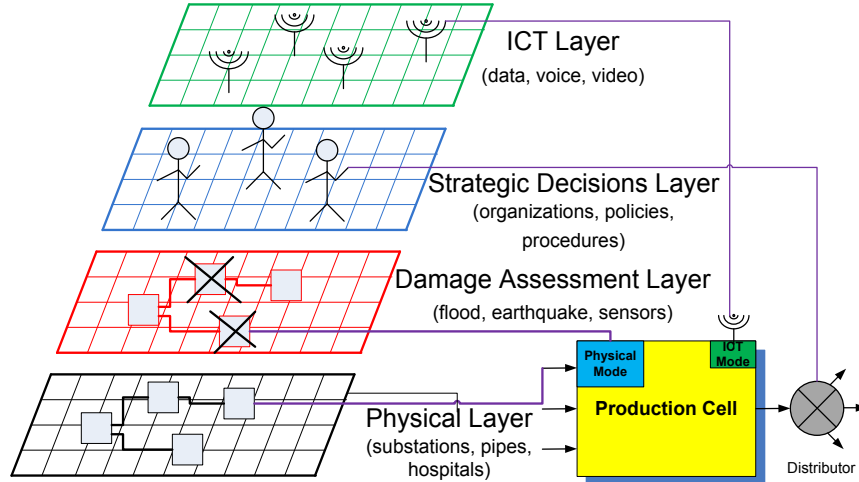 ICT Layer
(data, voice, video)
Strategic Decisions Layer
(organizations, policies,
procedures)
Damage Assessment Layer
(flood, earthquake, sensors)
Physical
Mode
ICT
Mode
Production Cell
Physical Layer
(substations, pipes,
hospitals)
Distributor